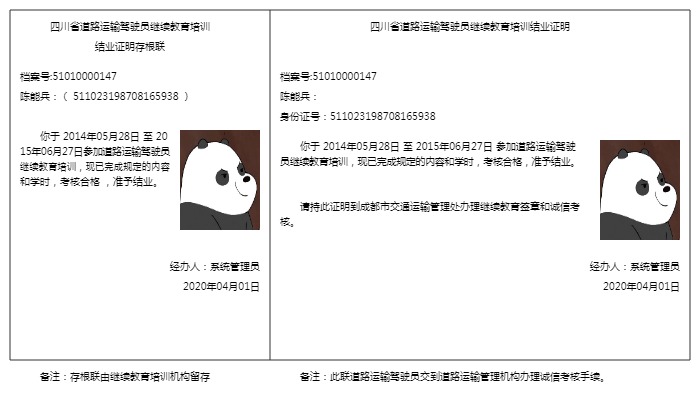 四川省道路运输驾驶员继续教育培训
结业证明存根联
档案号:51010000147
陈能兵：（ 511023198708165938 ）
你于 2014年05月28日 至 20
15年06月27日参加道路运输驾驶员
继续教育培训，现已完成规定的内容
和学时，考核合格 ，准予结业。
经办人：系统管理员
2020年04月01日
备注：存根联由继续教育培训机构留存
四川省道路运输驾驶员继续教育培训结业证明
档案号:51010000147
陈能兵：
身份证号：511023198708165938
你于 2014年05月28日 至 2015年06月27日 参加道路运输驾驶
员继续教育培训，现已完成规定的内容和学时，考核合格，准予结业。
请持此证明到成都市交通运输管理处办理继续教育签章和诚信考
核。
经办人：系统管理员
2020年04月01日
备注：此联道路运输驾驶员交到道路运输管理机构办理诚信考核手续。